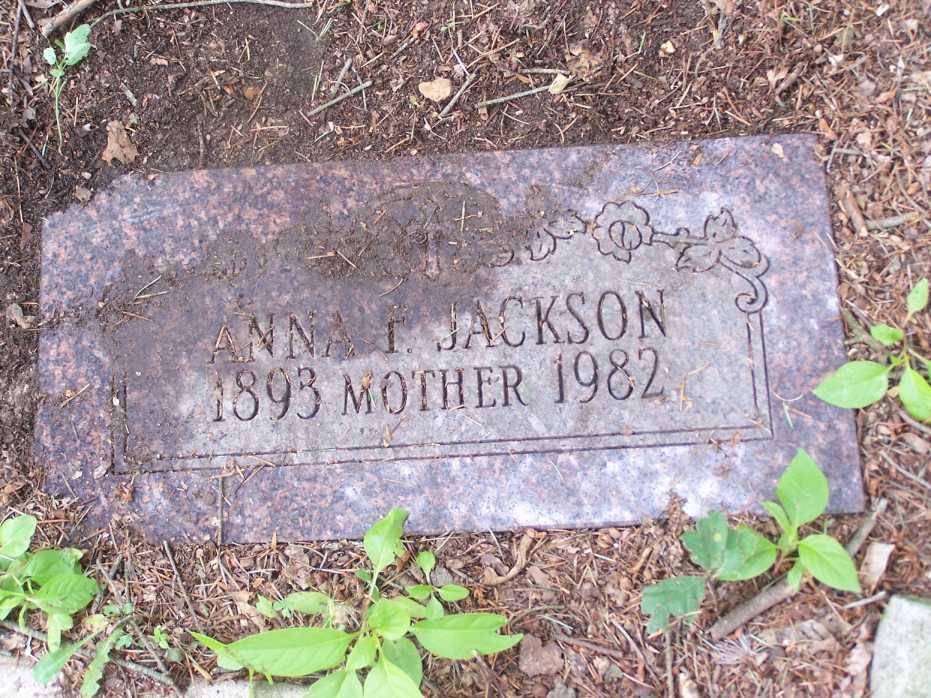 ANNA F. JACKSON
1893 MOTHER 1982